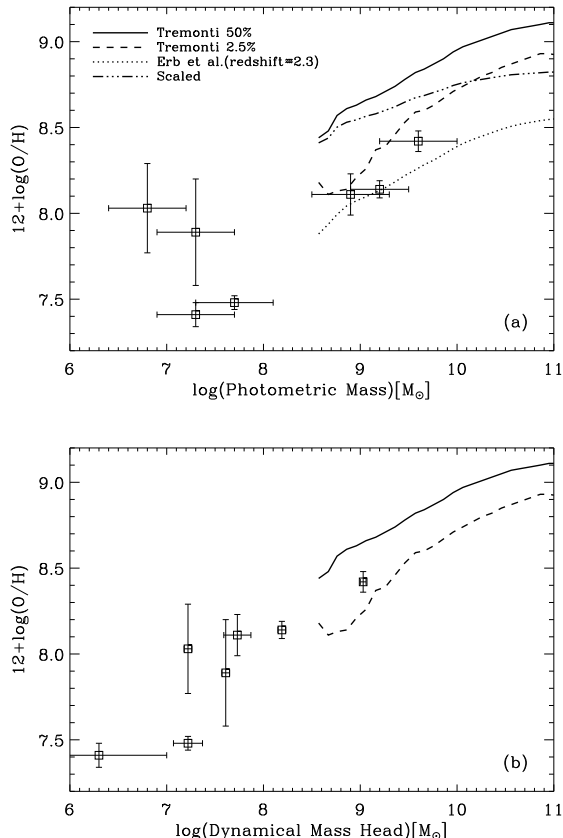 9.0
8.5
8.0
7.5
12+log(O/H)
Tremonti 50%
Tremonti 2.5%
Erb et al.(redshift=2.3)
Scaled
(a)
6 7 8 9 10 11
log(Photometric Mass)[M☉]
9.0
8.5
8.0
7.5
12+log(O/H)
(b)
6 7 8 9 10 11
log(Dynamical Mass Head)[M☉]